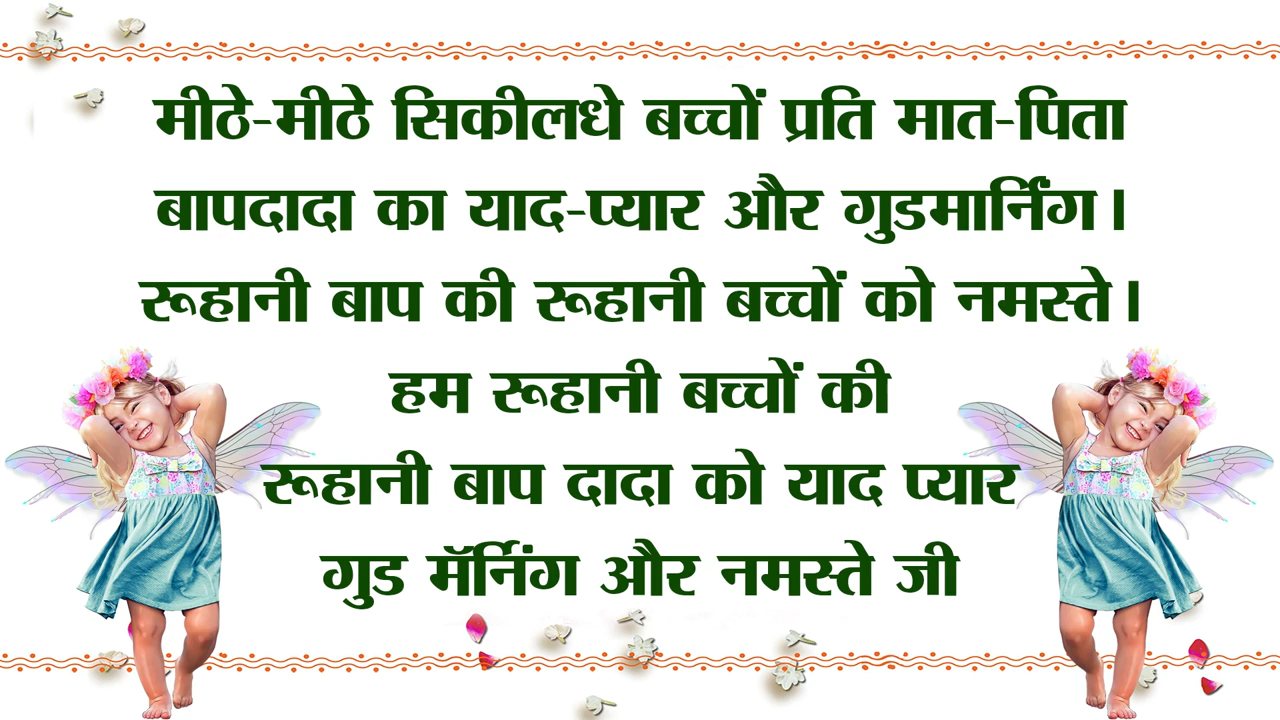 मीठे-मीठे सिकीलधे बच्चों प्रति मात-पिता
बापदादा का याद-प्यार और गुडमार्निंग।
रूहानी बाप की रूहानी बच्चों को नमस्ते।
हम रूहानी बच्चों की
रूहानी बाप दादा को याद प्यार
गुड मॅर्निंग और नमस्ते जी